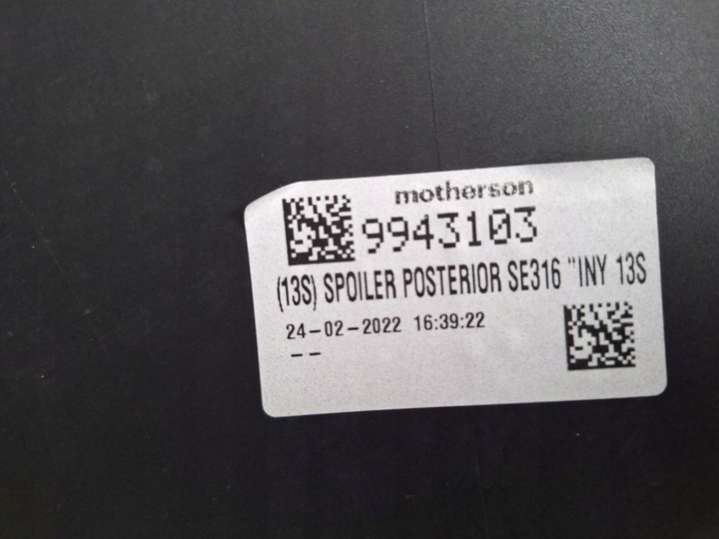 motherson
9943103
(13S) SPOILER POSTERIOR SE316 "INY 13S
24-02-2022 16:39:22
--